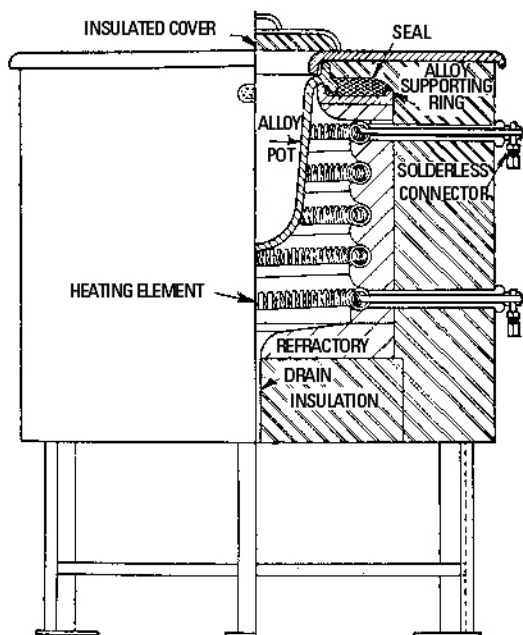 INSULATED COVER
SEAL
ALLOY
SUPPORTING
RING
ALLOY
POT
SOLDERLESS
CONNECTOR
HEATING ELEMENT
REFRACTORY
DRAIN
INSULATION